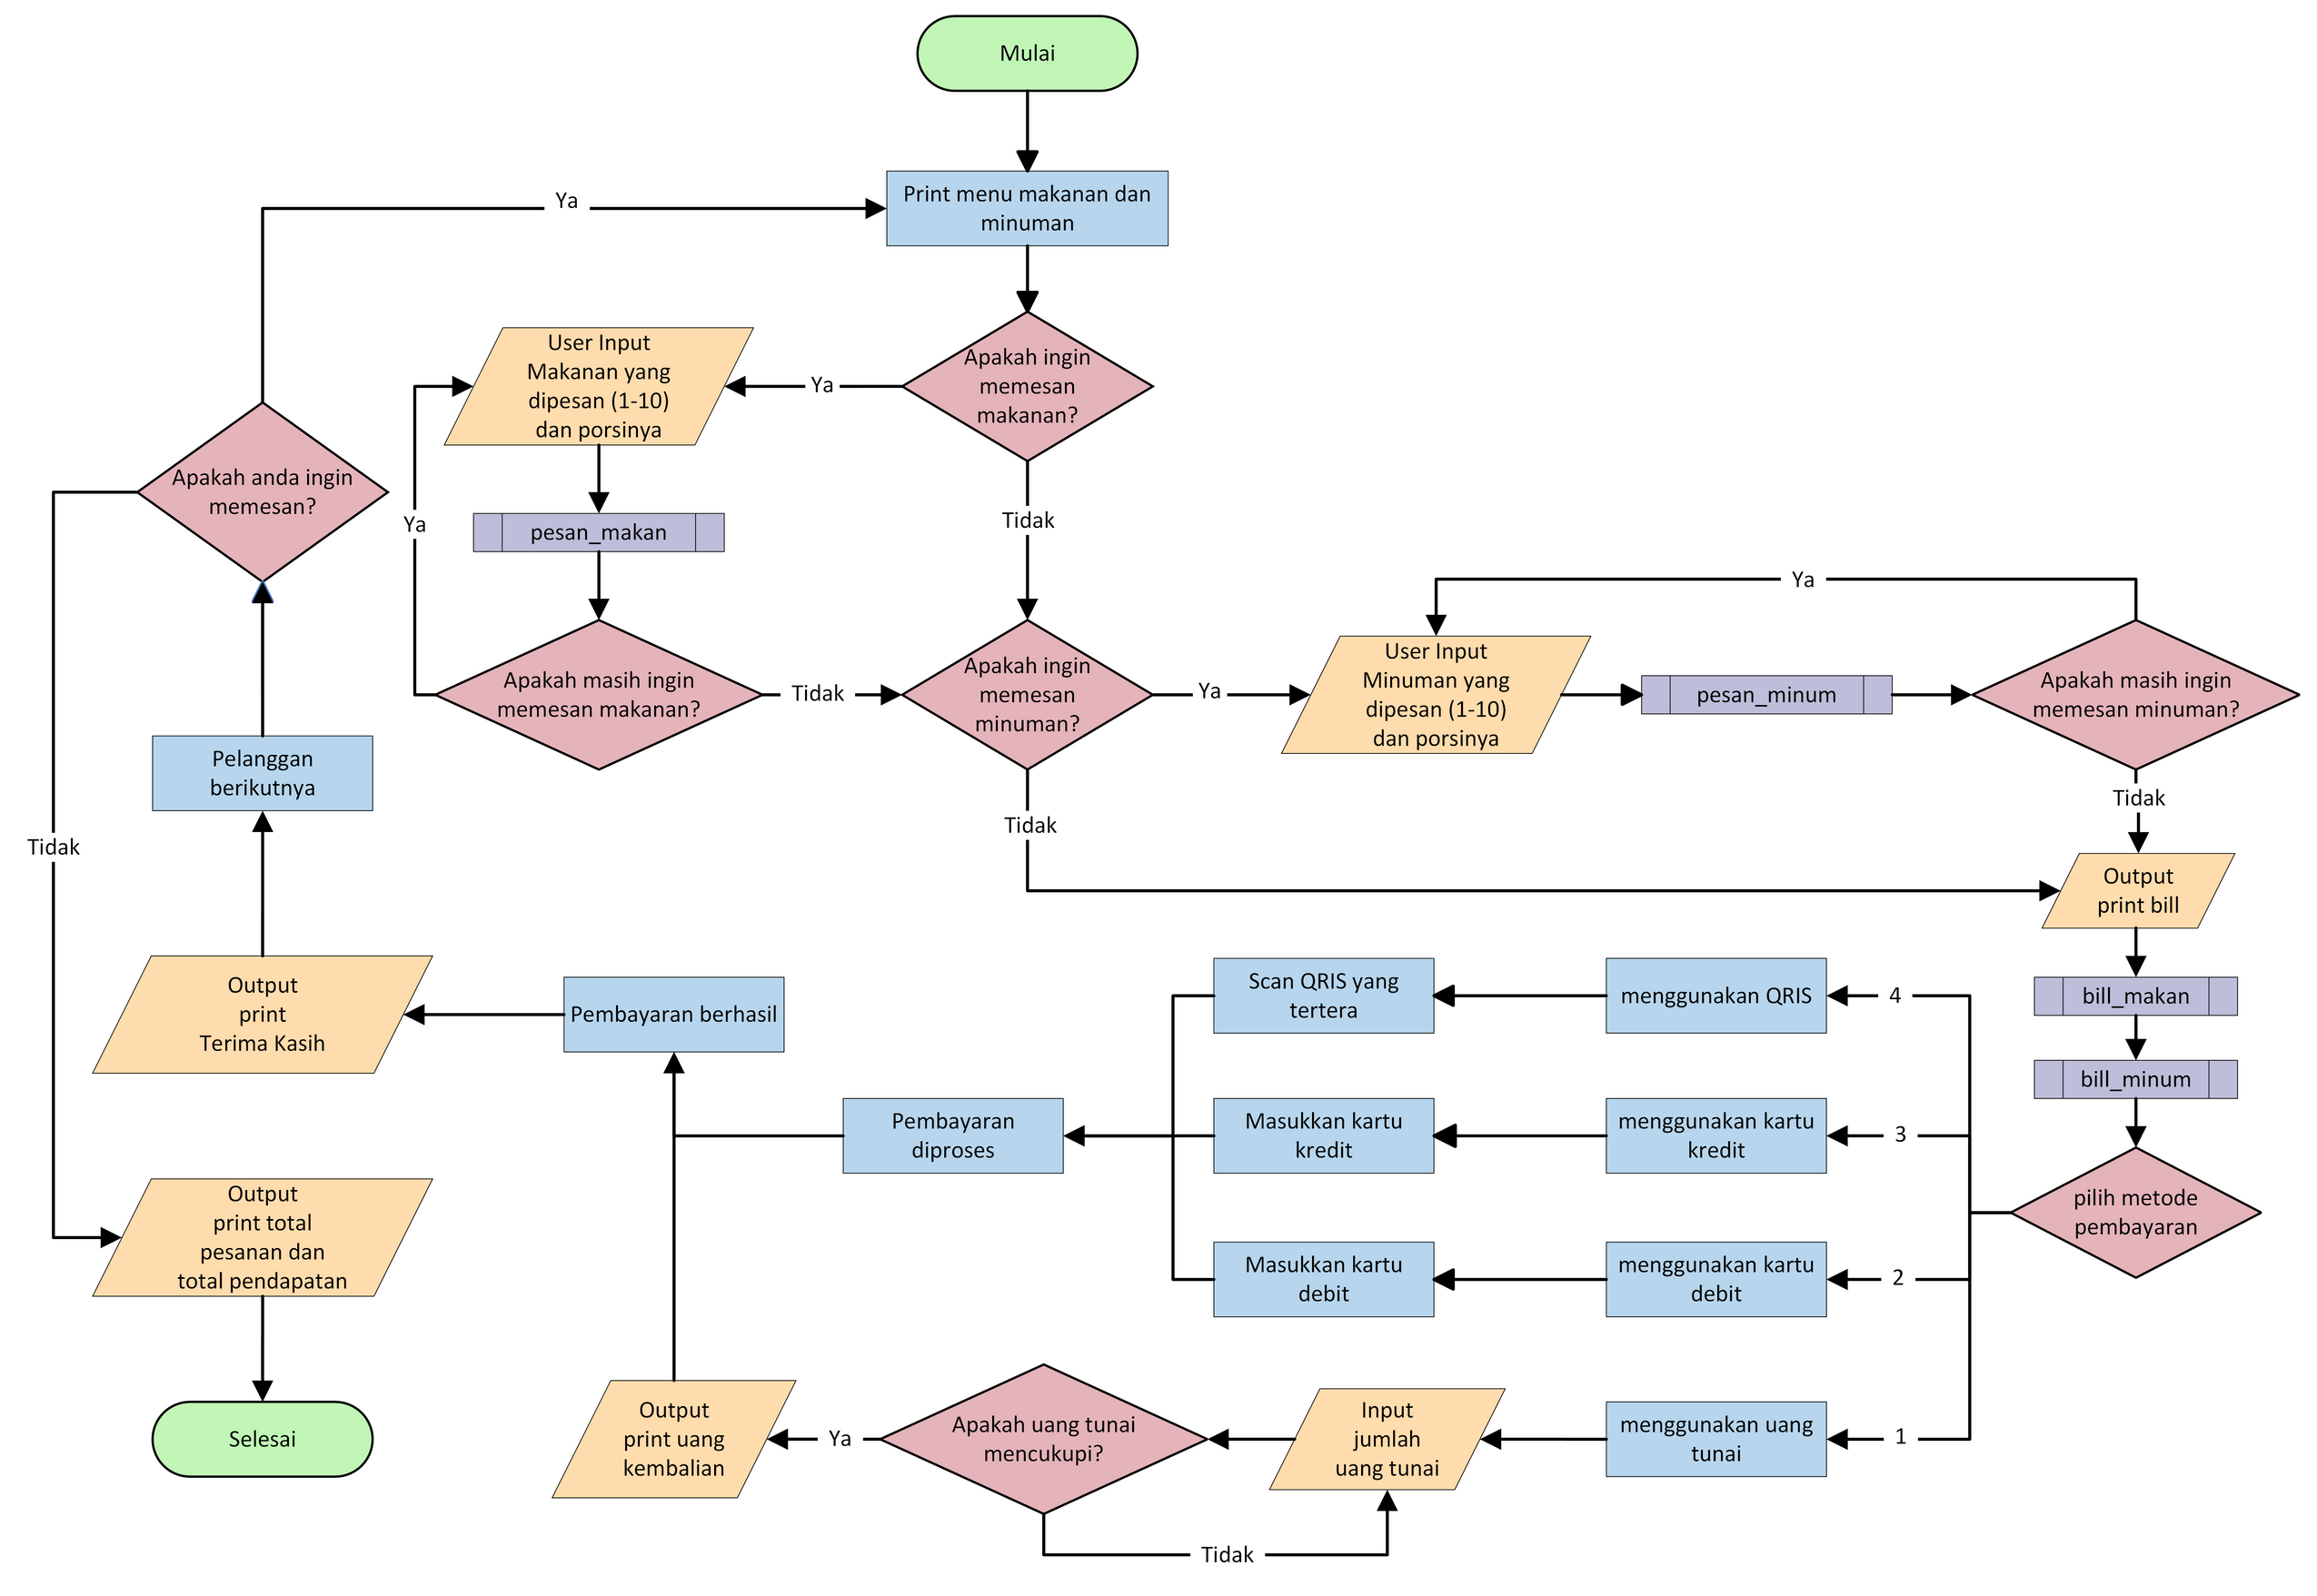 Mulai
Print menu makanan dan
minuman
Ya
Apakah ingin
memesan
makanan?
Ya
User Input
Makanan yang
dipesan (1-10)
dan porsinya
pesan_makan
Ya
Apakah masih ingin
memesan makanan?
Tidak
Tidak
Apakah ingin
memesan
minuman?
Ya
User Input
Minuman yang
dipesan (1-10)
dan porsinya
pesan_minum
Apakah masih ingin
memesan minuman?
Ya
Tidak
Tidak
Output
print bill
bill_makan
bill_minum
pilih metode
pembayaran
4
menggunakan QRIS
Scan QRIS yang
tertera
3
menggunakan kartu
kredit
Masukkan kartu
kredit
2
menggunakan kartu
debit
Masukkan kartu
debit
1
menggunakan uang
tunai
Input
jumlah
uang tunai
Apakah uang tunai
mencukupi?
Tidak
Ya
Output
print uang
kembalian
Pembayaran
diproses
Pembayaran berhasil
Output
print
Terima Kasih
Pelanggan
berikutnya
Apakah anda ingin
memesan?
Tidak
Output
print total
pesanan dan
total pendapatan
Selesai